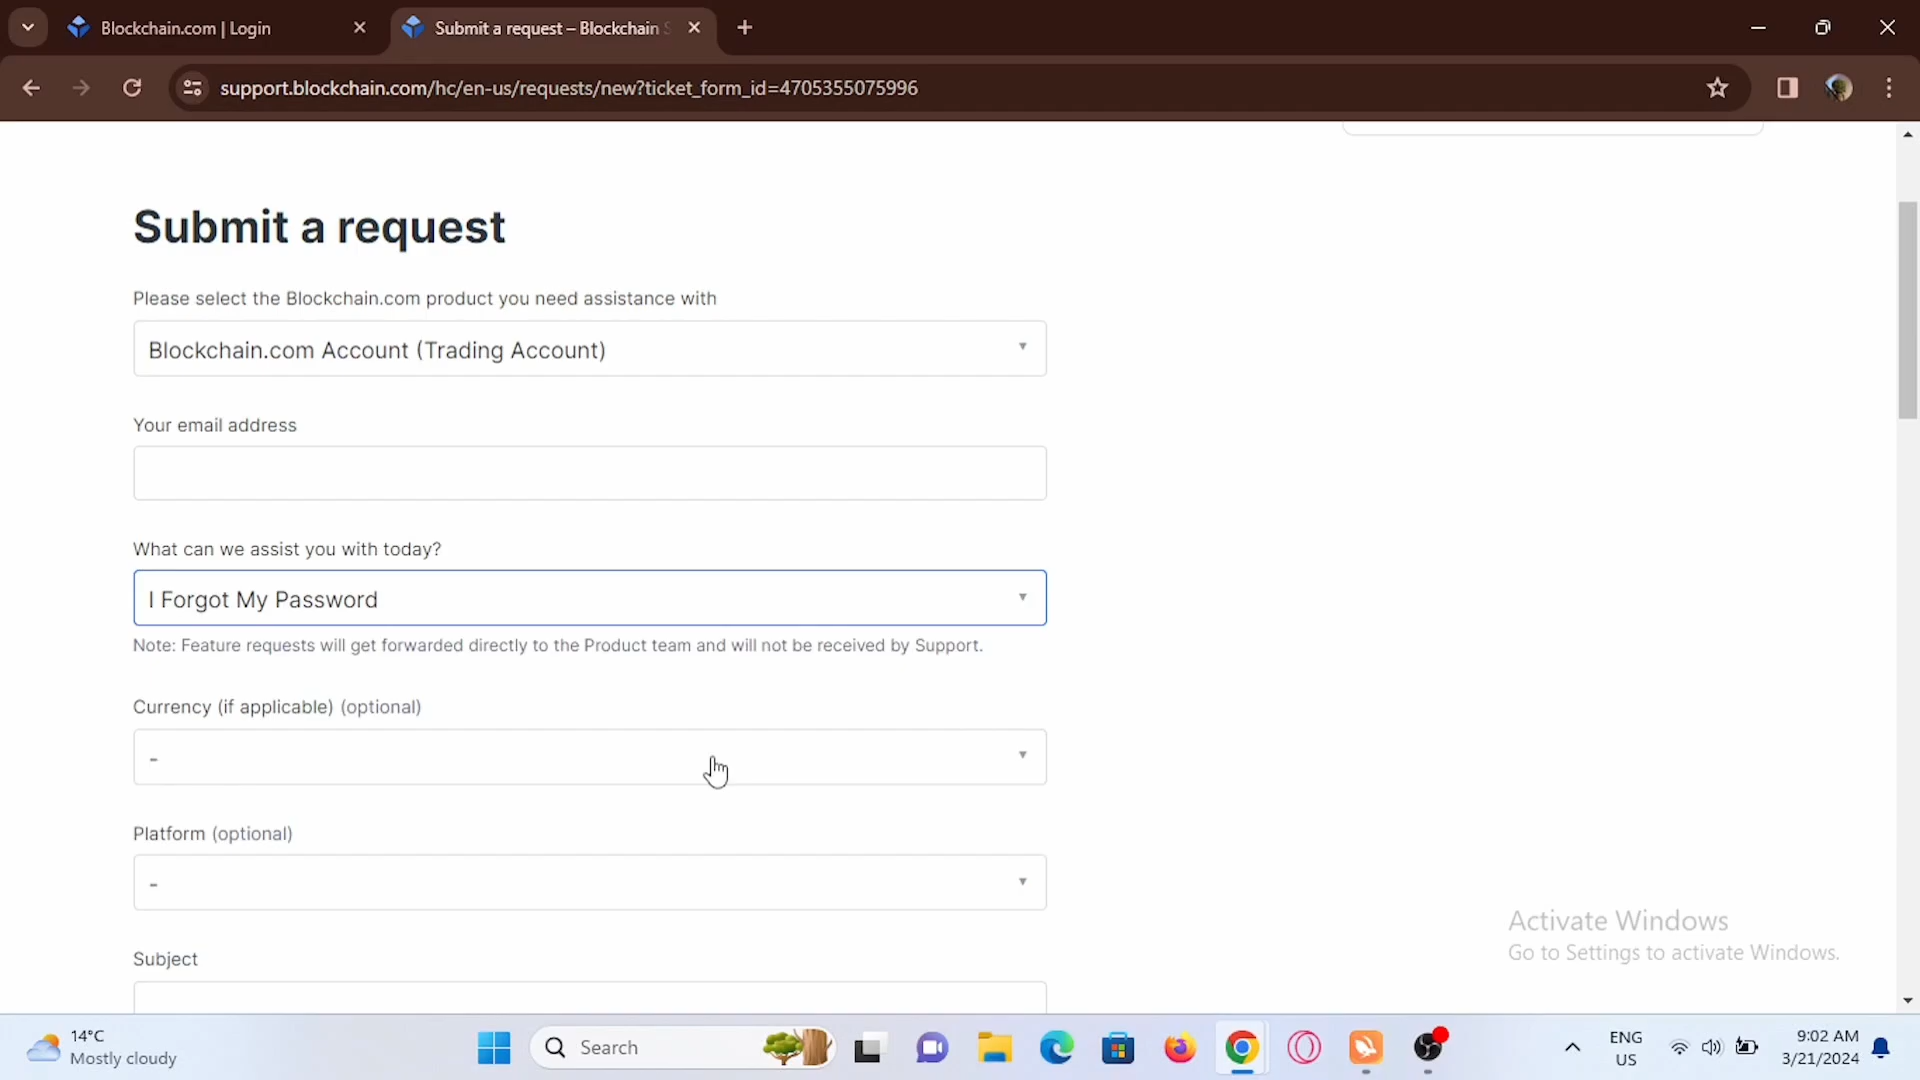 Blockchain.com | Login
Submit a request – Blockchain S
support.blockchain.com/hc/en-us/requests/new?ticket_form_id=4705355075996
Submit a request
Please select the Blockchain.com product you need assistance with
Blockchain.com Account (Trading Account)
Your email address
What can we assist you with today?
I Forgot My Password
Note: Feature requests will get forwarded directly to the Product team and will not be received by Support.
Currency (if applicable) (optional)
-
Platform (optional)
-
Subject
Activate Windows
Go to Settings to activate Windows.
14°C
Mostly cloudy
Search
ENG
US
9:02 AM
3/21/2024